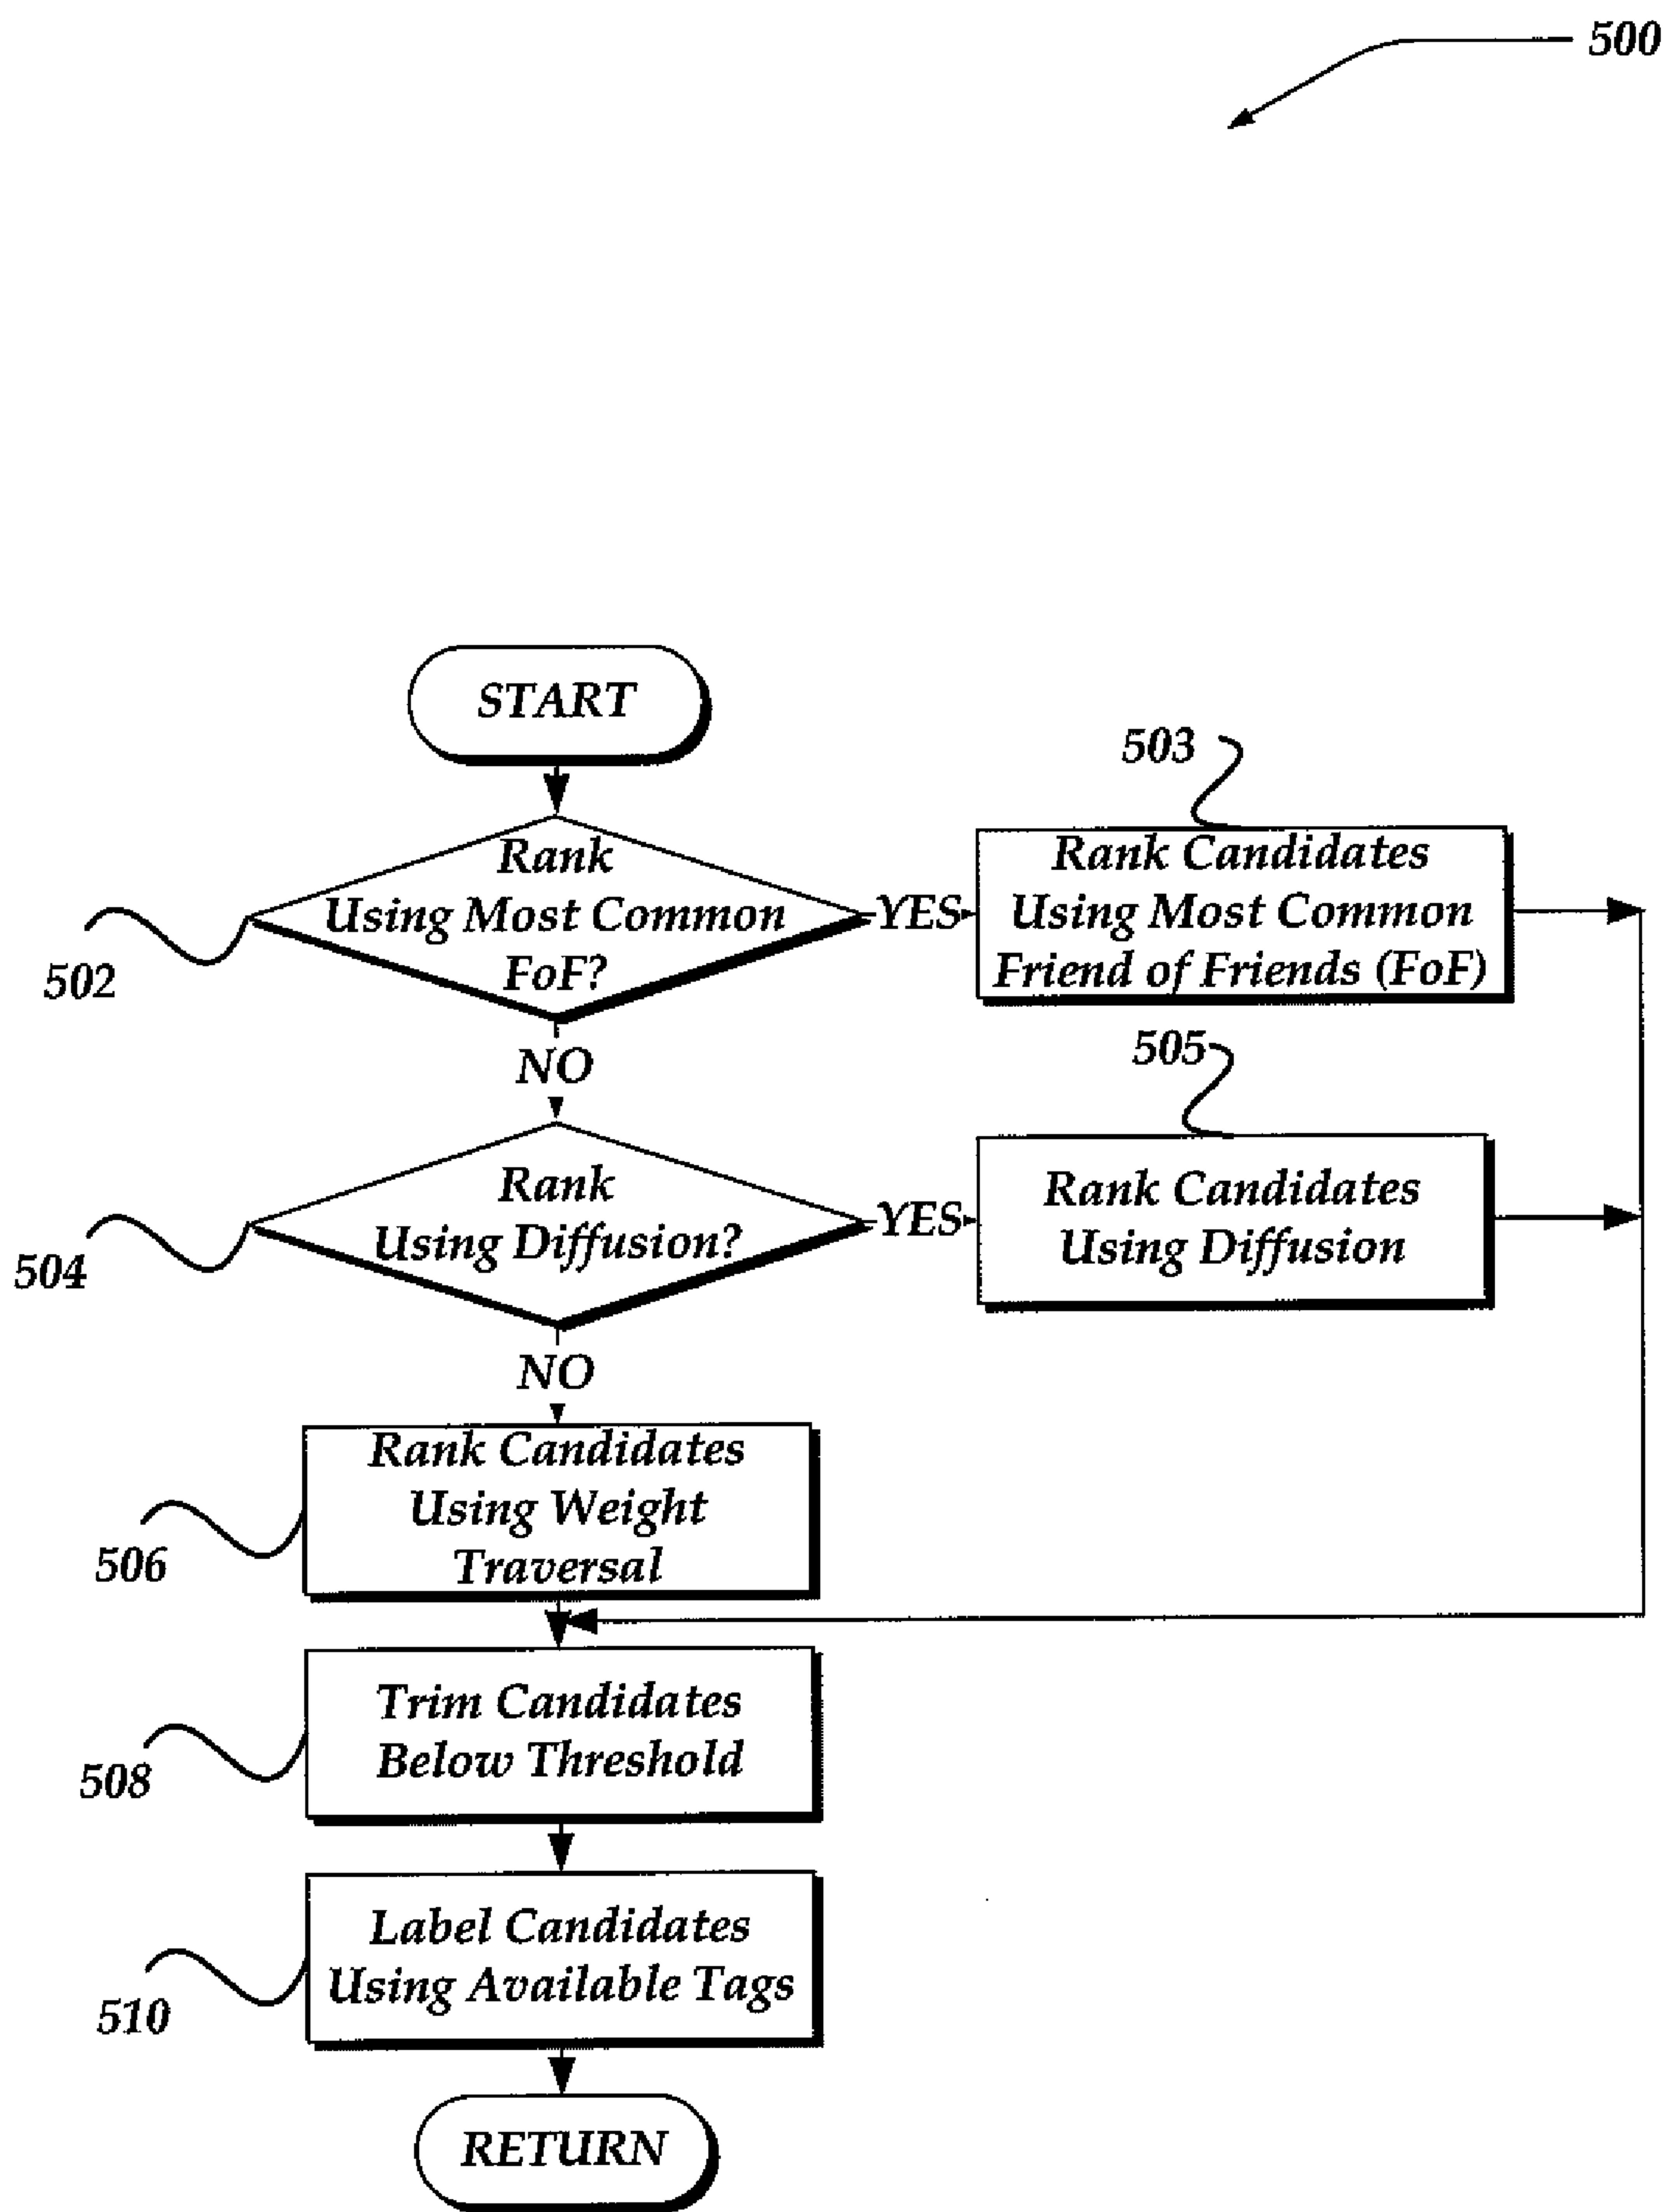 500
START
503
Rank
Using Most Common
FoF?
YES
Rank Candidates
Using Most Common
Friend of Friends (FoF)
502
NO
505
Rank
Using Diffusion?
YES
Rank Candidates
Using Diffusion
504
NO
Rank Candidates
Using Weight
Traversal
506
Trim Candidates
Below Threshold
508
Label Candidates
Using Available Tags
510
RETURN